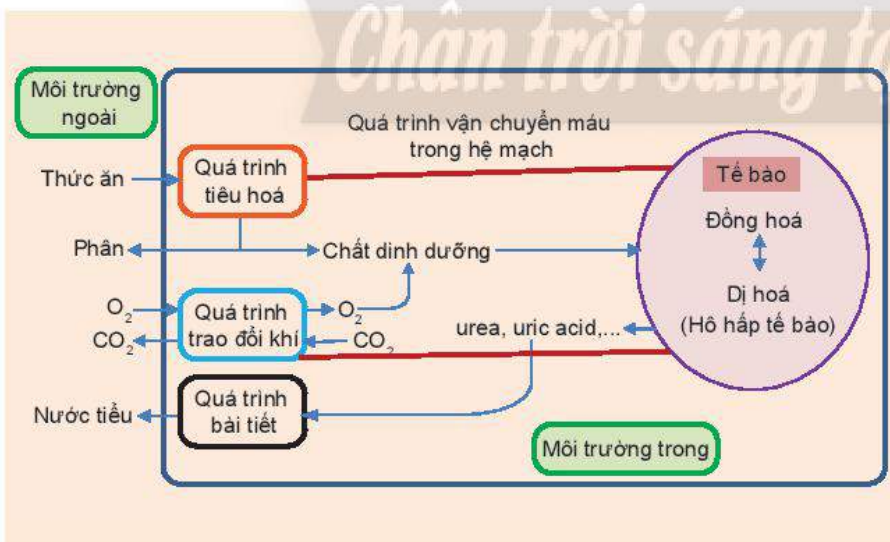 Chân trời sáng tạ
Môi trường
ngoài
Quá trình vận chuyển máu
trong hệ mạch
Thức ăn
Quá trình
tiêu hoá
Tế bào
Đồng hoá
Phân
Chất dinh dưỡng
Dị hoá
(Hô hấp tế bào)
O₂
Quá trình
trao đổi khí
O₂
CO₂
CO₂
urea, uric acid,...
Nước tiểu
Quá trình
bài tiết
Môi trường trong